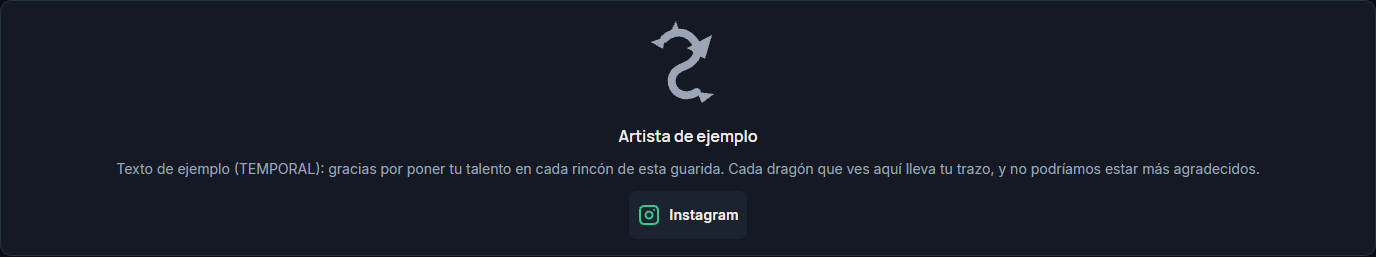 Artista de ejemplo
Texto de ejemplo (TEMPORAL): gracias por poner tu talento en cada rincón de esta guarida. Cada dragón que ves aquí lleva tu trazo, y no podríamos estar más agradecidos.
Instagram